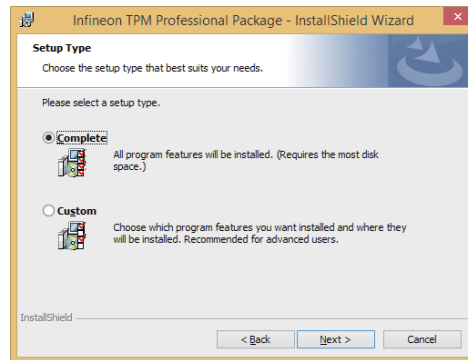 Infineon TPM Professional Package - InstallShield Wizard
Setup Type
Choose the setup type that best suits your needs.
Please select a setup type.
Complete
All program features will be installed. (Requires the most disk
space.)
Custom
Choose which program features you want installed and where they
will be installed. Recommended for advanced users.
InstallShield
< Back Next > Cancel